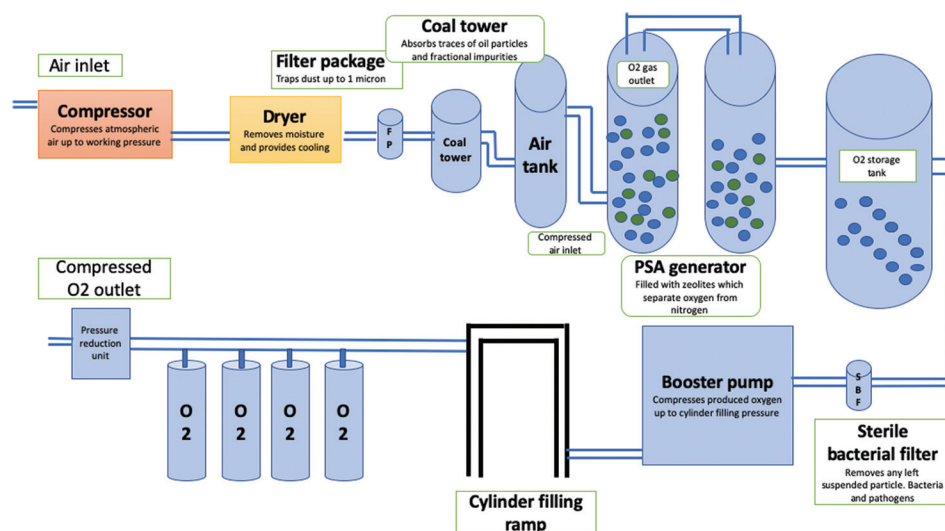 Air inlet
Compressor
Compresses atmospheric
air up to working pressure
Dryer
Removes moisture
and provides cooling
Filter package
Traps dust up to 1 micron
F
P
Coal tower
Absorbs traces of oil particles
and fractional impurities
Coal
tower
Air
tank
Compressed
air inlet
O2 gas
outlet
PSA generator
Filled with zeolites which
separate oxygen from
nitrogen
O2 storage
tank
Compressed
O2 outlet
Pressure
reduction
unit
O
2
O
2
O
2
O
2
Cylinder filling
ramp
Booster pump
Compresses produced oxygen
up to cylinder filling pressure
S
B
F
Sterile
bacterial filter
Removes any left
suspended particle. Bacteria
and pathogens